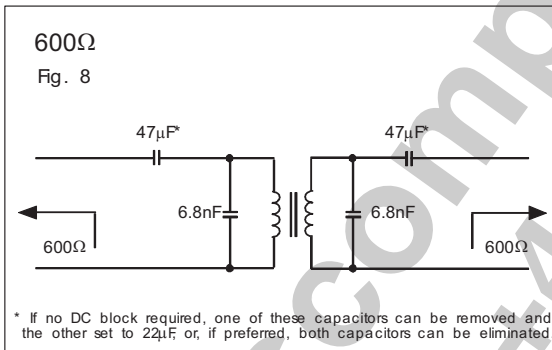 600Ω
Fig. 8
47µF*
47µF*
6.8nF
6.8nF
600Ω
600Ω
* If no DC block required, one of these capacitors can be removed and
the other set to 22µF, or, if preferred, both capacitors can be eliminated
comp